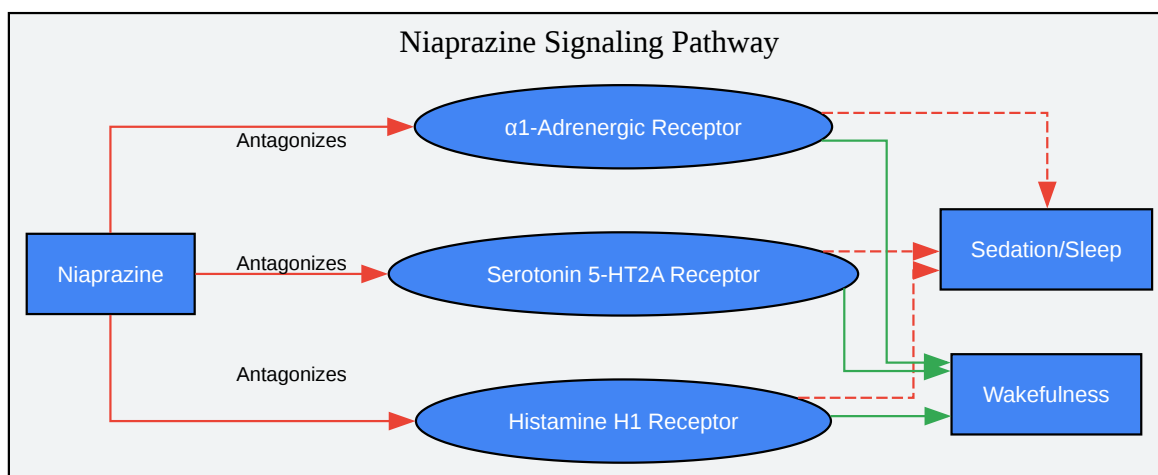 Niaprazine Signaling Pathway
α1-Adrenergic Receptor
Antagonizes
Niaprazine
Antagonizes
Serotonin 5-HT2A Receptor
Sedation/Sleep
Antagonizes
Histamine H1 Receptor
Wakefulness